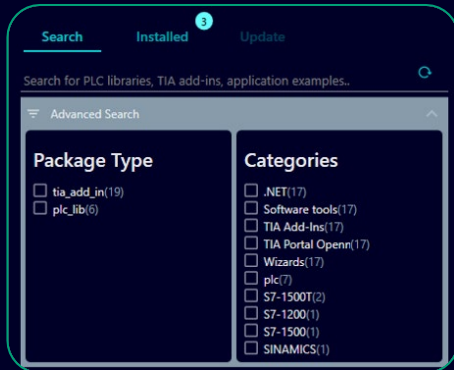 3
Search Installed Update
Search for PLC libraries, TIA add-ins, application examples..
Advanced Search
Package Type
tia_add_in(19)
plc_lib(6)
Categories
.NET(17)
Software tools(17)
TIA Add-Ins(17)
TIA Portal Openn(17)
Wizards(17)
plc(7)
S7-1500T(2)
S7-1200(1)
S7-1500(1)
SINAMICS(1)